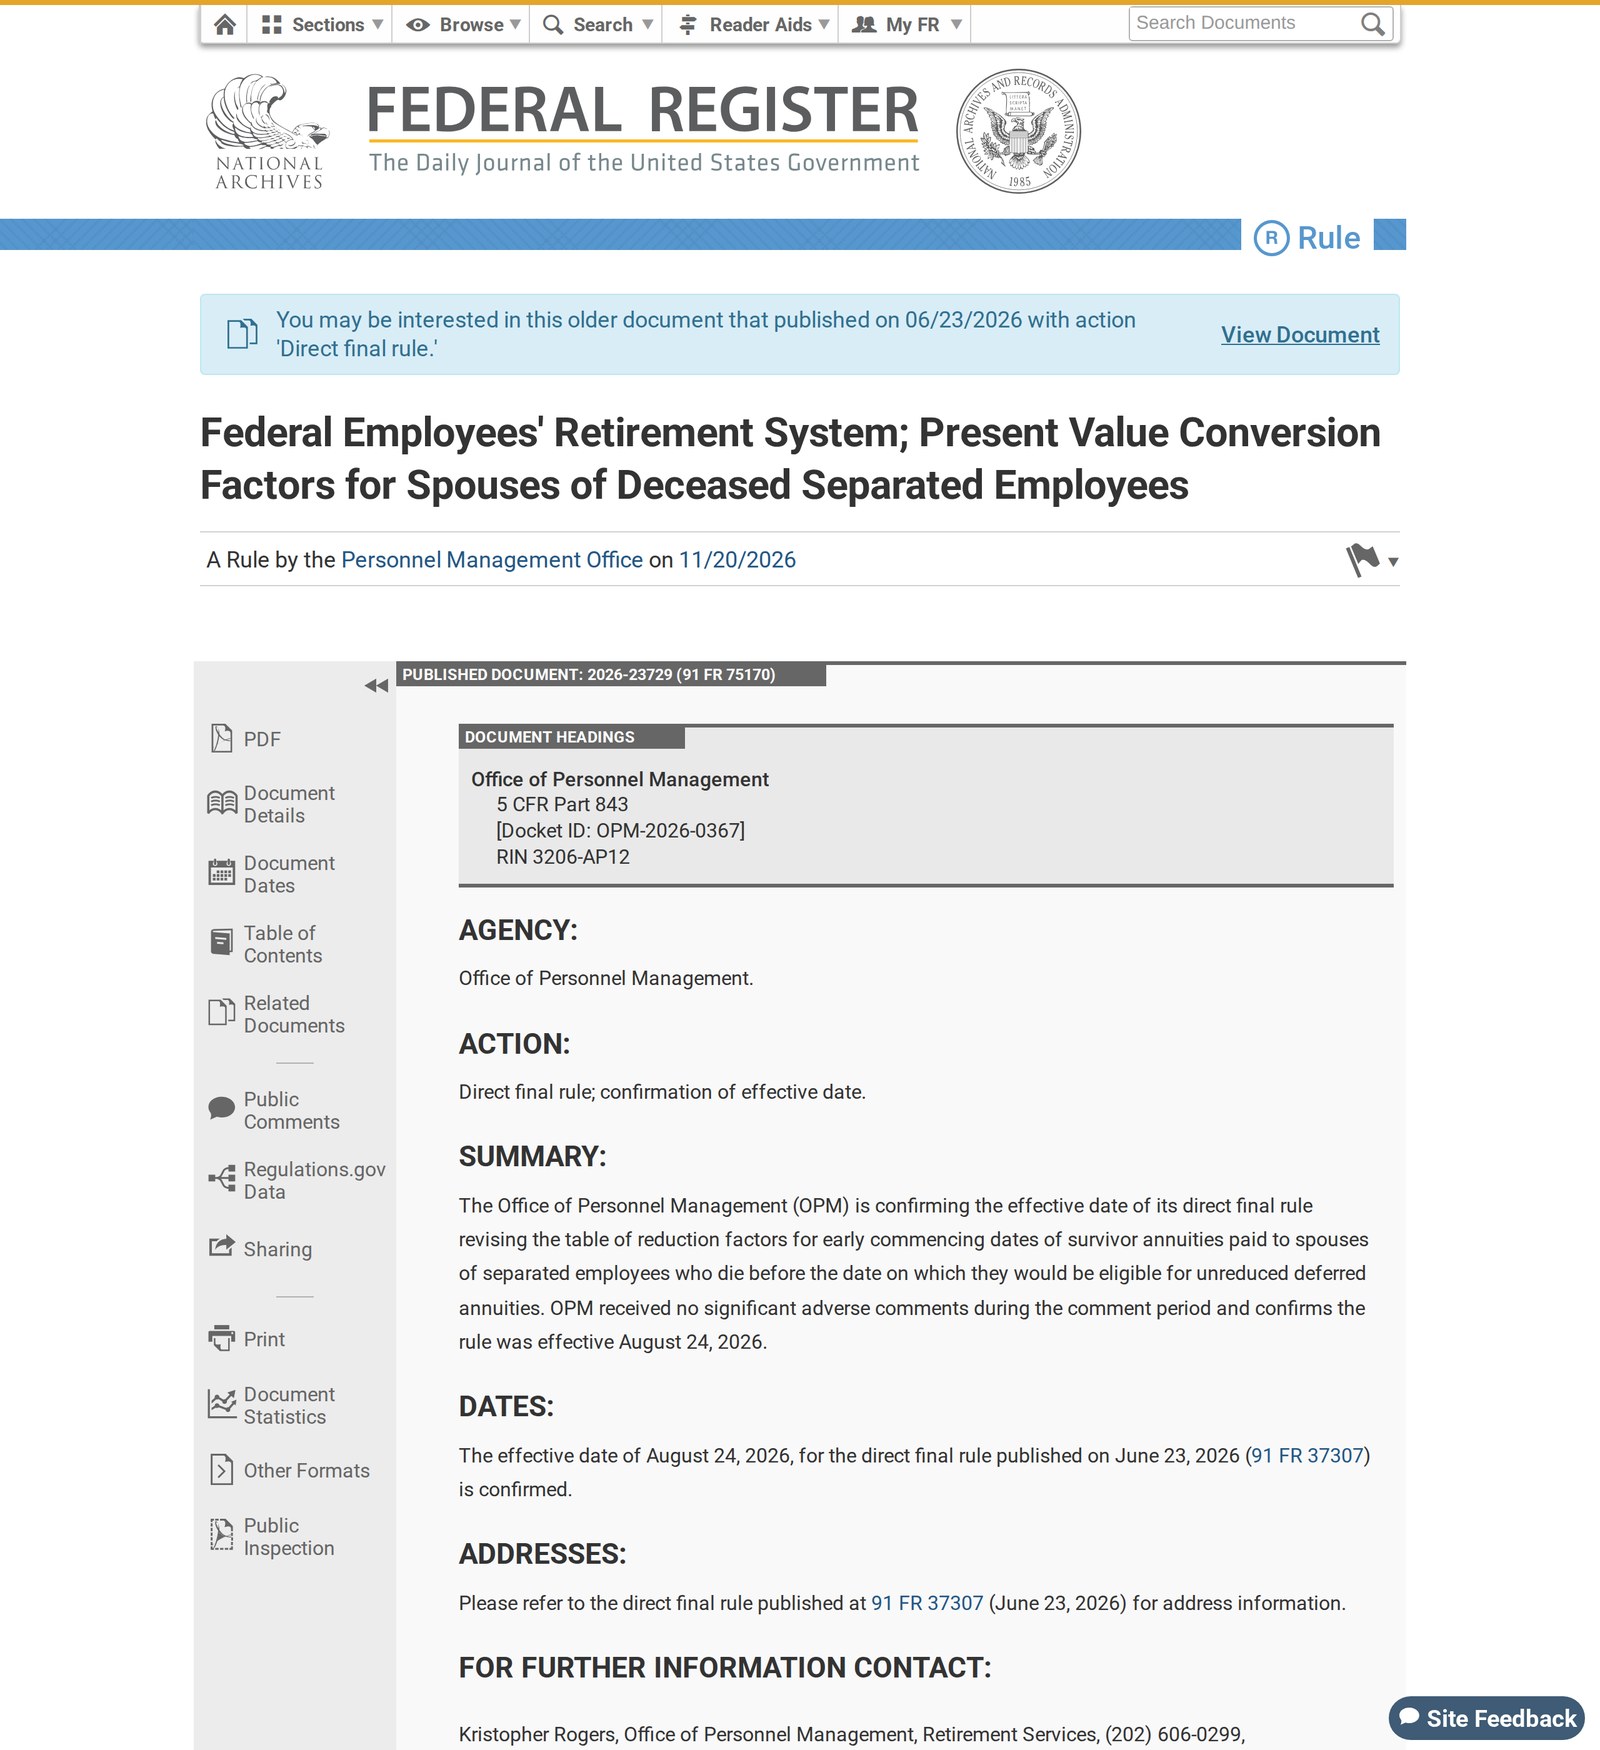 Sections
Browse
Search
Reader Aids
My FR
Search Documents
NATIONAL
ARCHIVES
FEDERAL REGISTER
The Daily Journal of the United States Government
NATIONAL ARCHIVES AND RECORDS ADMINISTRATION
LITTERA
SCRIPTA
MANET
1985
R Rule
You may be interested in this older document that published on 06/23/2026 with action
'Direct final rule.'
View Document
Federal Employees' Retirement System; Present Value Conversion
Factors for Spouses of Deceased Separated Employees
A Rule by the Personnel Management Office on 11/20/2026
PUBLISHED DOCUMENT: 2026-23729 (91 FR 75170)
PDF
Document
Details
Document
Dates
Table of
Contents
Related
Documents
Public
Comments
Regulations.gov
Data
Sharing
Print
Document
Statistics
Other Formats
Public
Inspection
DOCUMENT HEADINGS
Office of Personnel Management
5 CFR Part 843
[Docket ID: OPM-2026-0367]
RIN 3206-AP12
AGENCY:
Office of Personnel Management.
ACTION:
Direct final rule; confirmation of effective date.
SUMMARY:
The Office of Personnel Management (OPM) is confirming the effective date of its direct final rule
revising the table of reduction factors for early commencing dates of survivor annuities paid to spouses
of separated employees who die before the date on which they would be eligible for unreduced deferred
annuities. OPM received no significant adverse comments during the comment period and confirms the
rule was effective August 24, 2026.
DATES:
The effective date of August 24, 2026, for the direct final rule published on June 23, 2026 (91 FR 37307)
is confirmed.
ADDRESSES:
Please refer to the direct final rule published at 91 FR 37307 (June 23, 2026) for address information.
FOR FURTHER INFORMATION CONTACT:
Kristopher Rogers, Office of Personnel Management, Retirement Services, (202) 606-0299,
Site Feedback